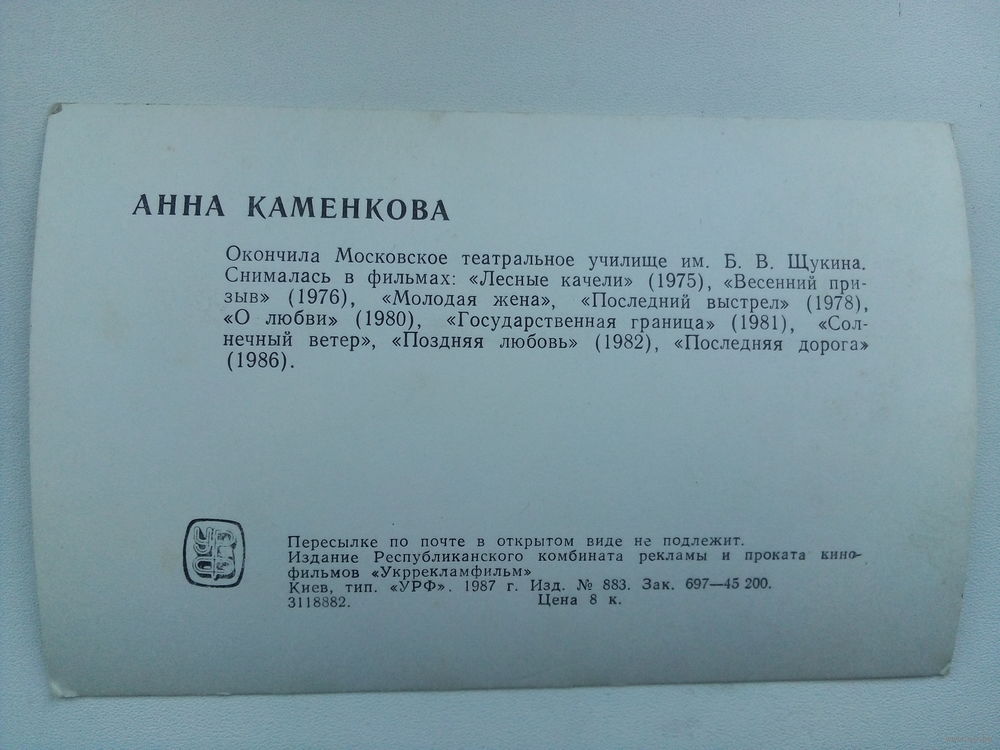 АННА КАМЕНКОВА
Окончила Московское театральное училище им. Б. В. Щукина.
Снималась в фильмах: «Лесные качели» (1975), «Весенний при-
зыв» (1976), «Молодая жена», «Последний выстрел» (1978),
«О любви» (1980), «Государственная граница» (1981), «Сол-
нечный ветер», «Поздняя любовь» (1982), «Последняя дорога»
(1986).
Пересылке по почте в открытом виде не подлежит.
Издание Республиканского комбината рекламы и проката кино-
фильмов «Укррекламфильм»
Киев, тип. «УРФ». 1987 г. Изд. № 883. Зак. 697—45 200.
3118882. Цена 8 к.